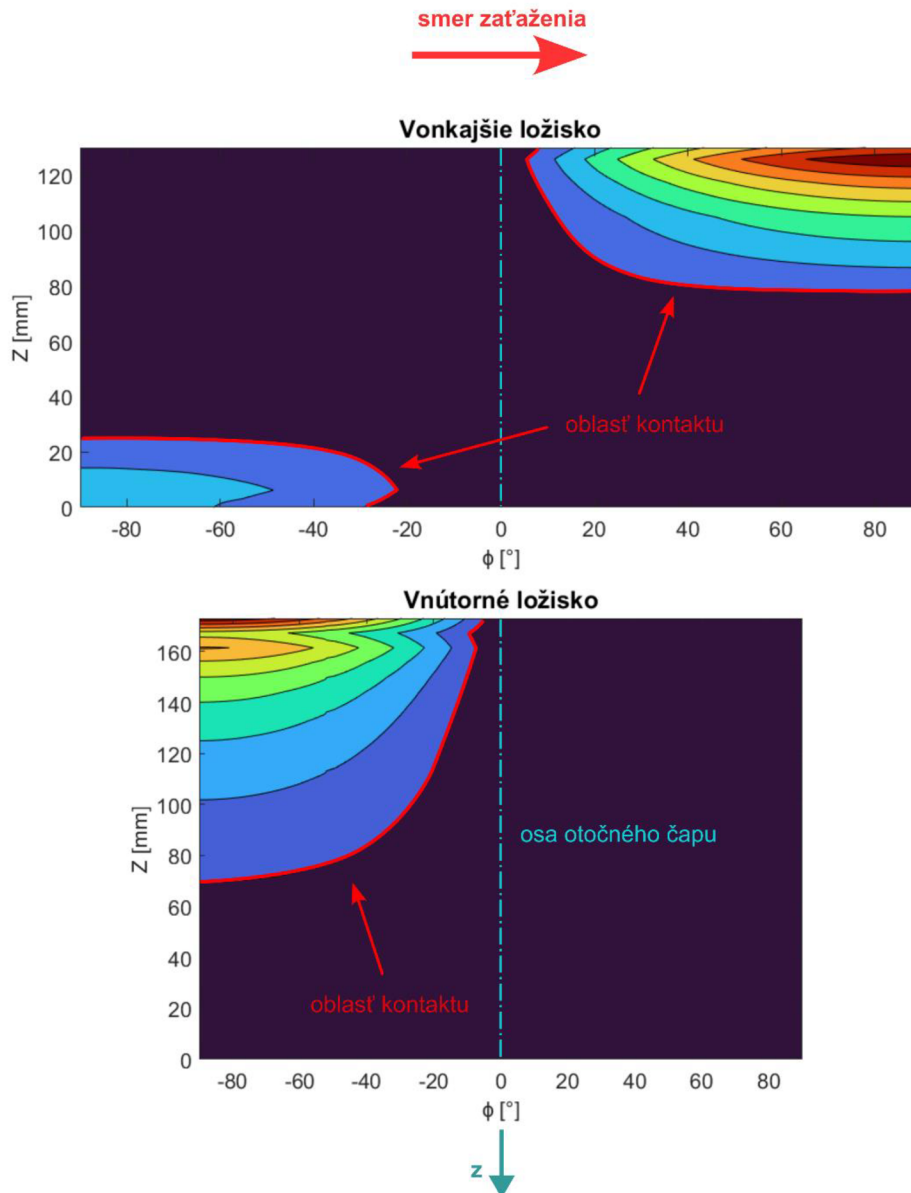 smer zaťaženia
Vonkajšie ložisko
120
100
80
60
40
20
0
Z [mm]
oblasť kontaktu
-80 -60 -40 -20 0 20 40 60 80
ϕ [°]
Vnútorné ložisko
160
140
120
100
80
60
40
20
0
Z [mm]
osa otočného čapu
oblasť kontaktu
-80 -60 -40 -20 0 20 40 60 80
ϕ [°]
z